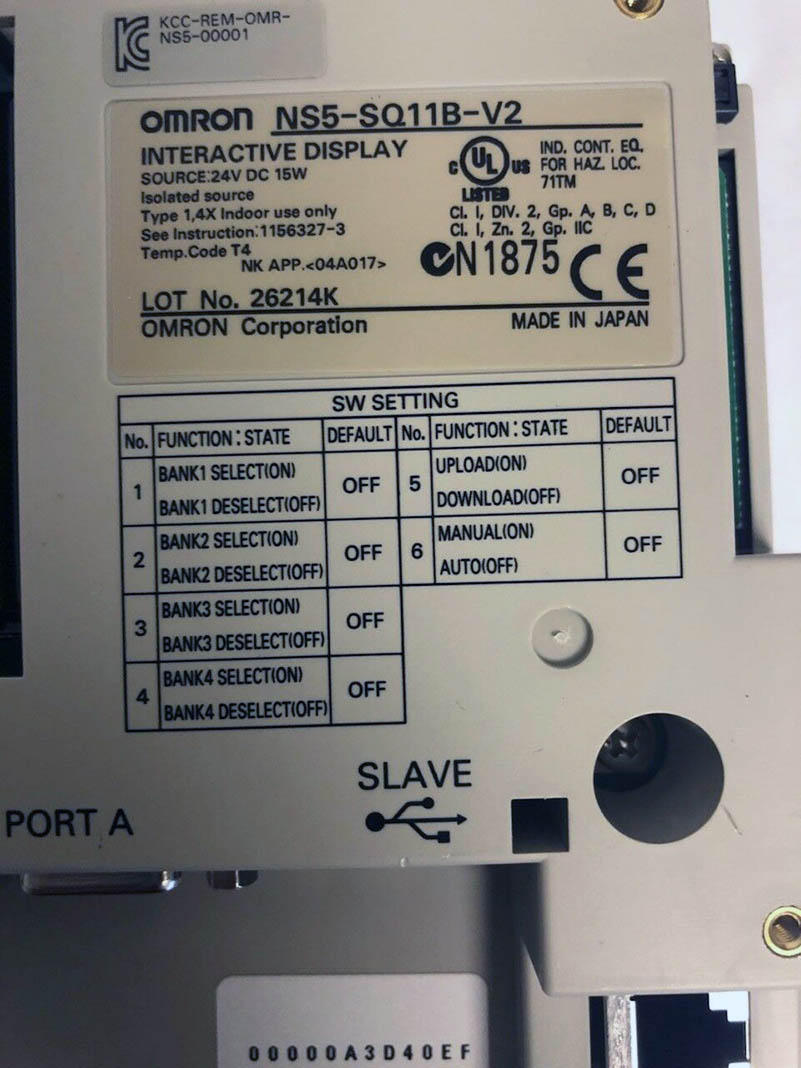 KCC-REM-OMR-
NS5-00001
OMRON NS5-SQ11B-V2
INTERACTIVE DISPLAY
SOURCE:24V DC 15W
Isolated source
Type 1,4X Indoor use only
See Instruction:1156327-3
Temp.Code T4
NK APP.<04A017>
C UL US
LISTED
IND. CONT. EQ.
FOR HAZ. LOC.
71TM
Cl. I, DIV. 2, Gp. A, B, C, D
Cl. I, Zn. 2, Gp. IIC
N1875 CE
LOT No. 26214K
OMRON Corporation MADE IN JAPAN
SW SETTING
No. FUNCTION:STATE DEFAULT No. FUNCTION:STATE DEFAULT
1 BANK1 SELECT(ON) OFF 5 UPLOAD(ON) OFF
BANK1 DESELECT(OFF) DOWNLOAD(OFF)
2 BANK2 SELECT(ON) OFF 6 MANUAL(ON) OFF
BANK2 DESELECT(OFF) AUTO(OFF)
3 BANK3 SELECT(ON) OFF
BANK3 DESELECT(OFF)
4 BANK4 SELECT(ON) OFF
BANK4 DESELECT(OFF)
SLAVE
PORT A
00000A3D40EF